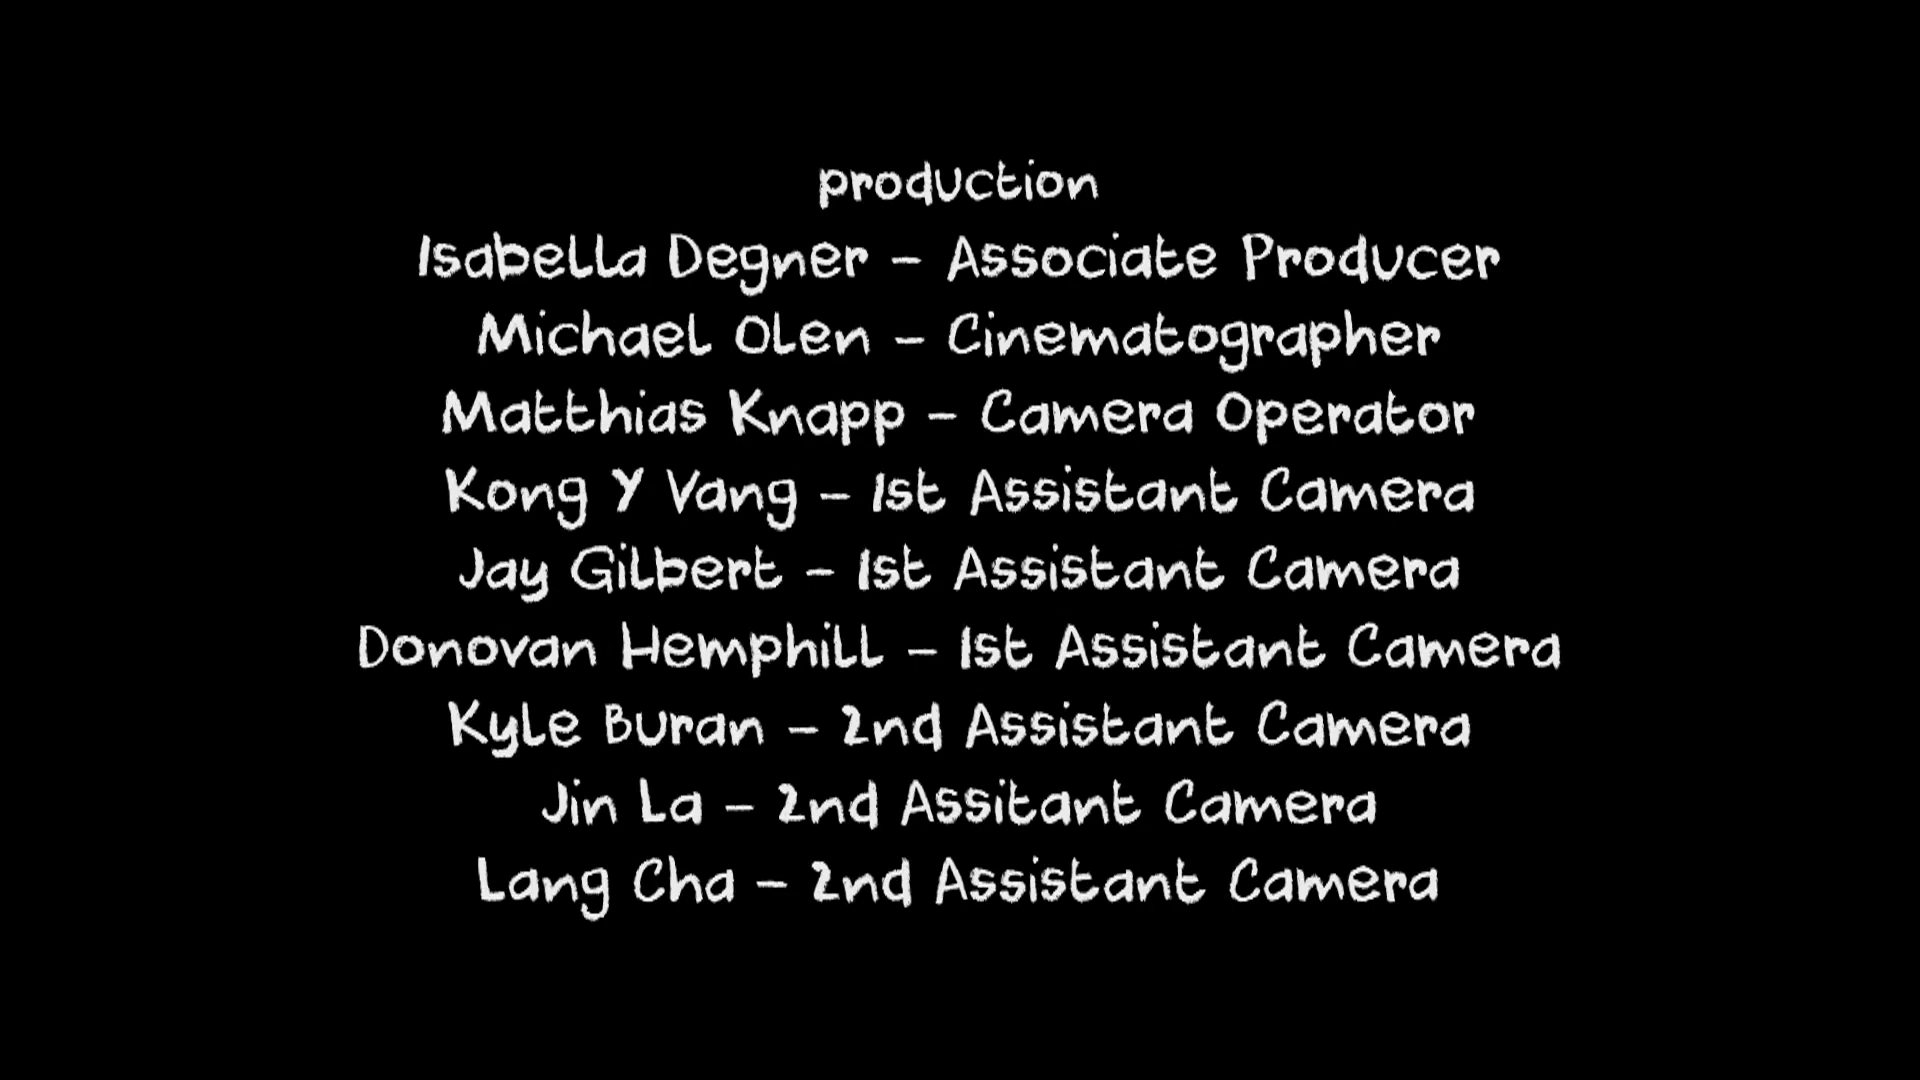 production
Isabella Degner - Associate Producer
Michael Olen - Cinematographer
Matthias Knapp - Camera Operator
Kong Y Vang - 1st Assistant Camera
Jay Gilbert - 1st Assistant Camera
Donovan Hemphill - 1st Assistant Camera
Kyle Buran - 2nd Assistant Camera
Jin La - 2nd Assitant Camera
Lang Cha - 2nd Assistant Camera